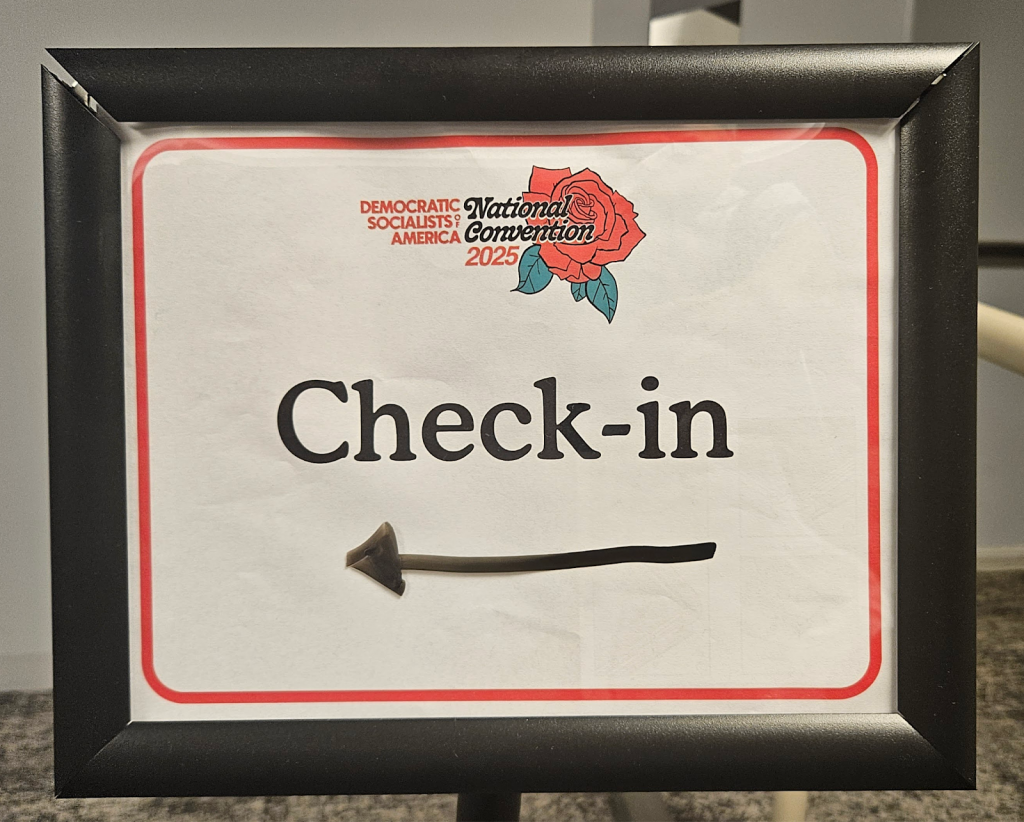 DEMOCRATIC
SOCIALISTS OF
AMERICA
National
Convention
2025
Check-in